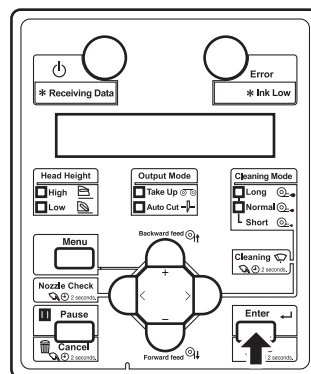 Error
* Receiving Data
* Ink Low
Head Height
High
Low
Output Mode
Take Up
Auto Cut
Cleaning Mode
Long
Normal
Short
Menu
Backward feed
Cleaning
2 seconds.
Nozzle Check
2 seconds.
+
< >
−
Pause
Cancel
2 seconds.
Forward feed
Enter
2 seconds.